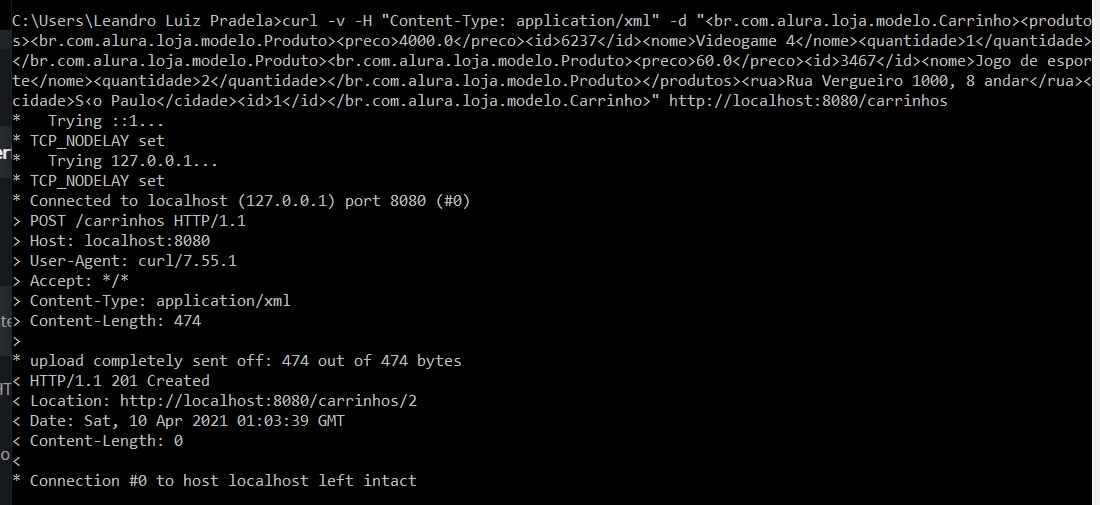 C:\Users\Leandro Luiz Pradela>curl -v -H "Content-Type: application/xml" -d "<br.com.alura.loja.modelo.Carrinho><produto
s><br.com.alura.loja.modelo.Produto><preco>4000.0</preco><id>6237</id><nome>Videogame 4</nome><quantidade>1</quantidade>
</br.com.alura.loja.modelo.Produto><br.com.alura.loja.modelo.Produto><preco>60.0</preco><id>3467</id><nome>Jogo de espor
te</nome><quantidade>2</quantidade></br.com.alura.loja.modelo.Produto></produtos><rua>Rua Vergueiro 1000, 8 andar</rua><
cidade>S<o Paulo</cidade><id>1</id></br.com.alura.loja.modelo.Carrinho>" http://localhost:8080/carrinhos
*   Trying ::1...
* TCP_NODELAY set
*   Trying 127.0.0.1...
* TCP_NODELAY set
* Connected to localhost (127.0.0.1) port 8080 (#0)
> POST /carrinhos HTTP/1.1
> Host: localhost:8080
> User-Agent: curl/7.55.1
> Accept: */*
> Content-Type: application/xml
> Content-Length: 474
>
* upload completely sent off: 474 out of 474 bytes
< HTTP/1.1 201 Created
< Location: http://localhost:8080/carrinhos/2
< Date: Sat, 10 Apr 2021 01:03:39 GMT
< Content-Length: 0
<
* Connection #0 to host localhost left intact